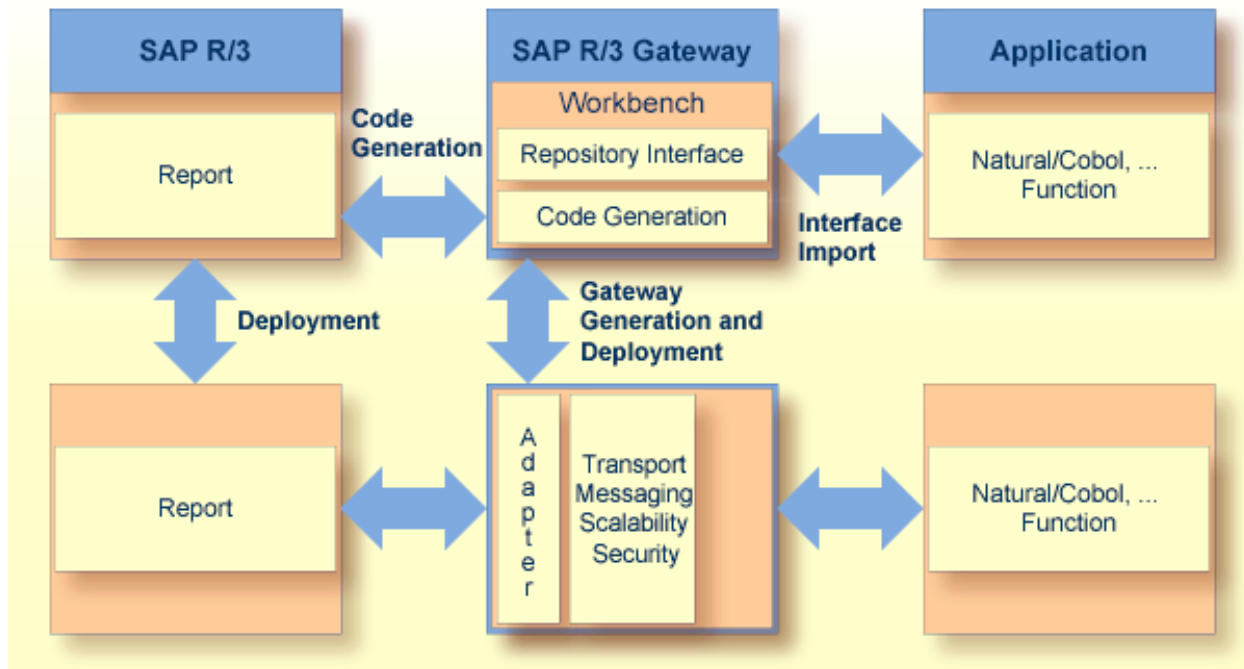 SAP R/3
SAP R/3 Gateway
Application
Workbench
Code
Generation
Report
Repository Interface
Code Generation
Natural/Cobol, ...
Function
Interface
Import
Deployment
Gateway
Generation and
Deployment
Report
Adapter
Transport
Messaging
Scalability
Security
Natural/Cobol, ...
Function